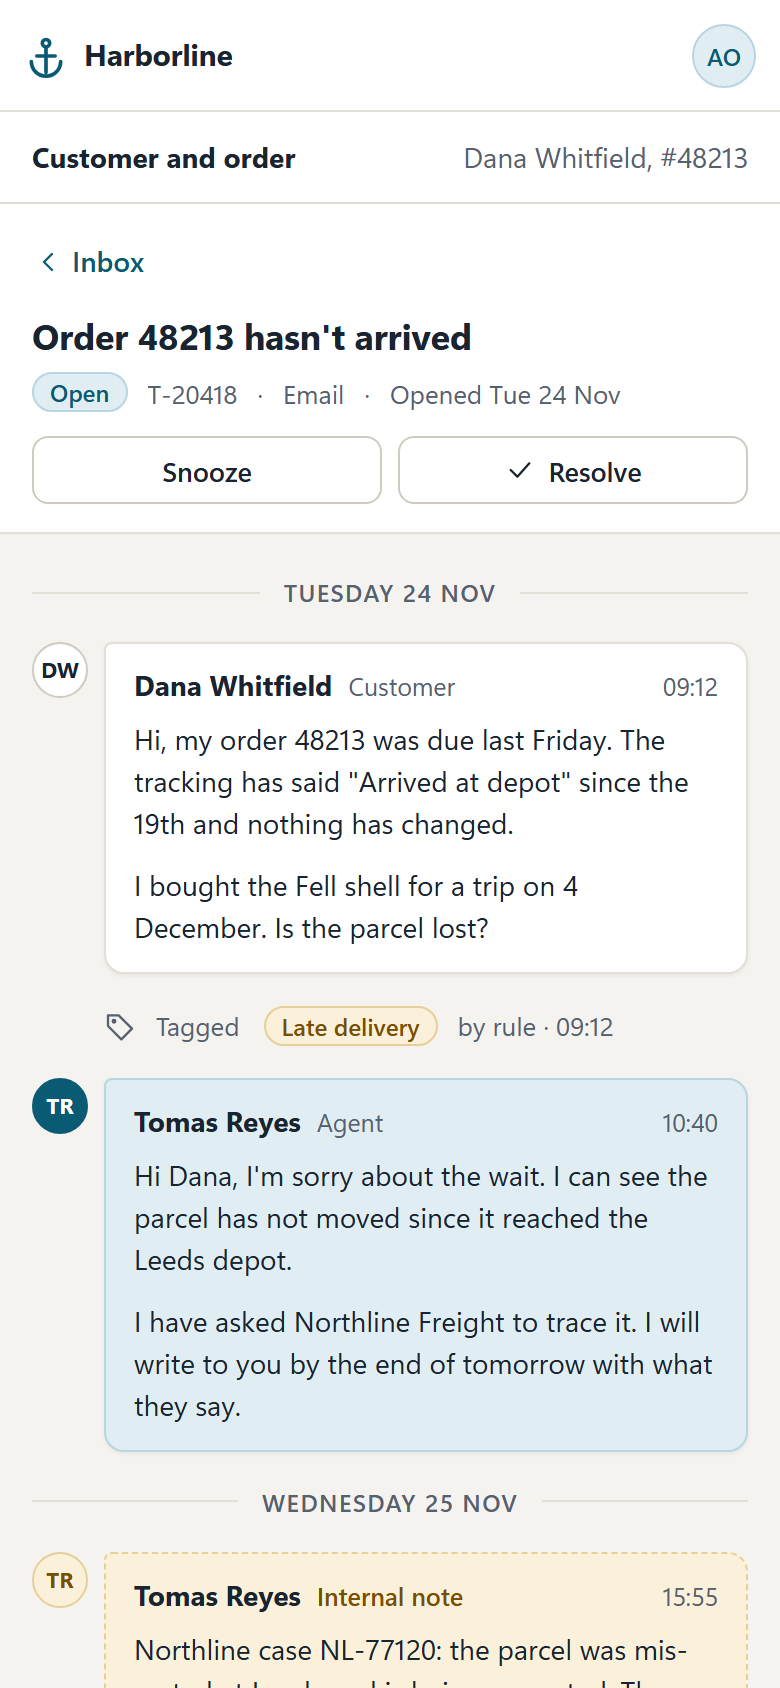 Harborline
AO
Customer and order
Dana Whitfield, #48213
Inbox
Order 48213 hasn't arrived
Open
T-20418 · Email · Opened Tue 24 Nov
Snooze
Resolve
TUESDAY 24 NOV
DW
Dana Whitfield Customer 09:12
Hi, my order 48213 was due last Friday. The
tracking has said "Arrived at depot" since the
19th and nothing has changed.
I bought the Fell shell for a trip on 4
December. Is the parcel lost?
Tagged Late delivery by rule · 09:12
TR
Tomas Reyes Agent 10:40
Hi Dana, I'm sorry about the wait. I can see the
parcel has not moved since it reached the
Leeds depot.
I have asked Northline Freight to trace it. I will
write to you by the end of tomorrow with what
they say.
WEDNESDAY 25 NOV
TR
Tomas Reyes Internal note 15:55
Northline case NL-77120: the parcel was mis-